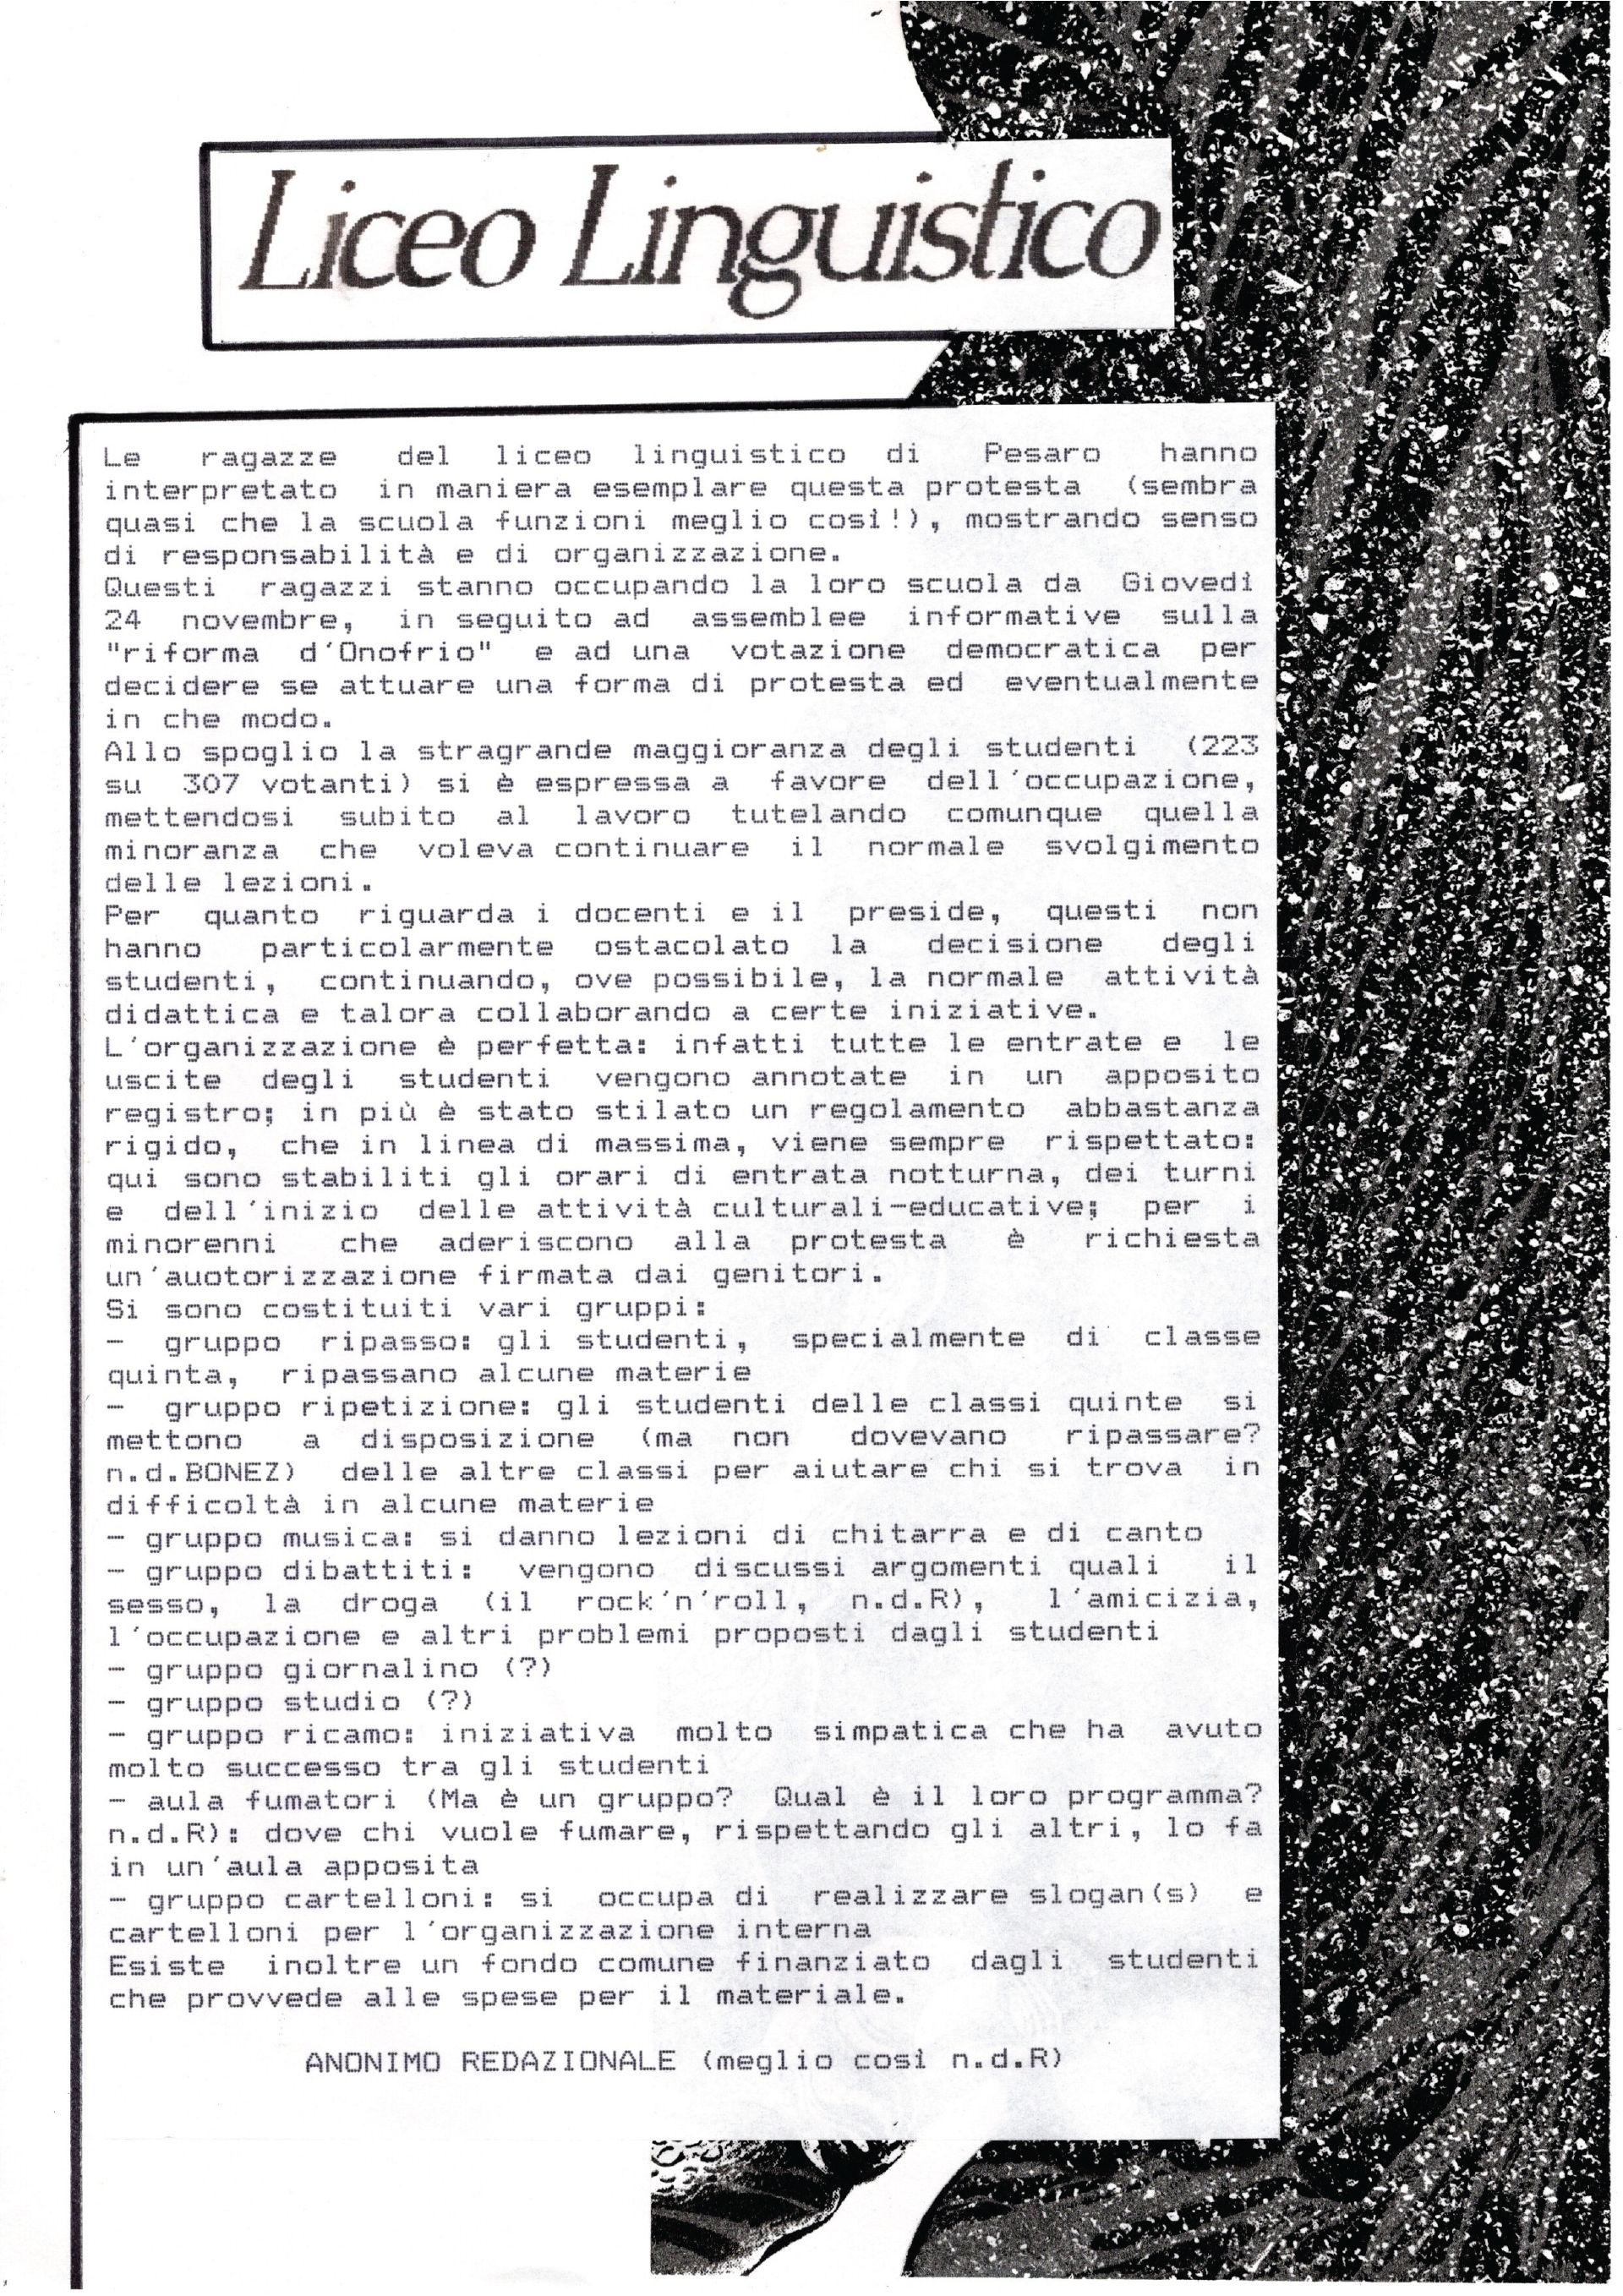 Liceo Linguistico
Le ragazze del liceo linguistico di Pesaro hanno
interpretato in maniera esemplare questa protesta (sembra
quasi che la scuola funzioni meglio così!), mostrando senso
di responsabilità e di organizzazione.
Questi ragazzi stanno occupando la loro scuola da Giovedì
24 novembre, in seguito ad assemblee informative sulla
"riforma d'Onofrio" e ad una votazione democratica per
decidere se attuare una forma di protesta ed eventualmente
in che modo.
Allo spoglio la stragrande maggioranza degli studenti (223
su 307 votanti) si è espressa a favore dell'occupazione,
mettendosi subito al lavoro tutelando comunque quella
minoranza che voleva continuare il normale svolgimento
delle lezioni.
Per quanto riguarda i docenti e il preside, questi non
hanno particolarmente ostacolato la decisione degli
studenti, continuando, ove possibile, la normale attività
didattica e talora collaborando a certe iniziative.
L'organizzazione è perfetta: infatti tutte le entrate e le
uscite degli studenti vengono annotate in un apposito
registro; in più è stato stilato un regolamento abbastanza
rigido, che in linea di massima, viene sempre rispettato:
qui sono stabiliti gli orari di entrata notturna, dei turni
e dell'inizio delle attività culturali-educative; per i
minorenni che aderiscono alla protesta è richiesta
un'auotorizzazione firmata dai genitori.
Si sono costituiti vari gruppi:
- gruppo ripasso: gli studenti, specialmente di classe
quinta, ripassano alcune materie
- gruppo ripetizione: gli studenti delle classi quinte si
mettono a disposizione (ma non dovevano ripassare?
n.d.BONEZ) delle altre classi per aiutare chi si trova in
difficoltà in alcune materie
- gruppo musica: si danno lezioni di chitarra e di canto
- gruppo dibattiti: vengono discussi argomenti quali il
sesso, la droga (il rock'n'roll, n.d.R), l'amicizia,
l'occupazione e altri problemi proposti dagli studenti
- gruppo giornalino (?)
- gruppo studio (?)
- gruppo ricamo: iniziativa molto simpatica che ha avuto
molto successo tra gli studenti
- aula fumatori (Ma è un gruppo? Qual è il loro programma?
n.d.R): dove chi vuole fumare, rispettando gli altri, lo fa
in un'aula apposita
- gruppo cartelloni: si occupa di realizzare slogan(s) e
cartelloni per l'organizzazione interna
Esiste inoltre un fondo comune finanziato dagli studenti
che provvede alle spese per il materiale.
ANONIMO REDAZIONALE (meglio così n.d.R)